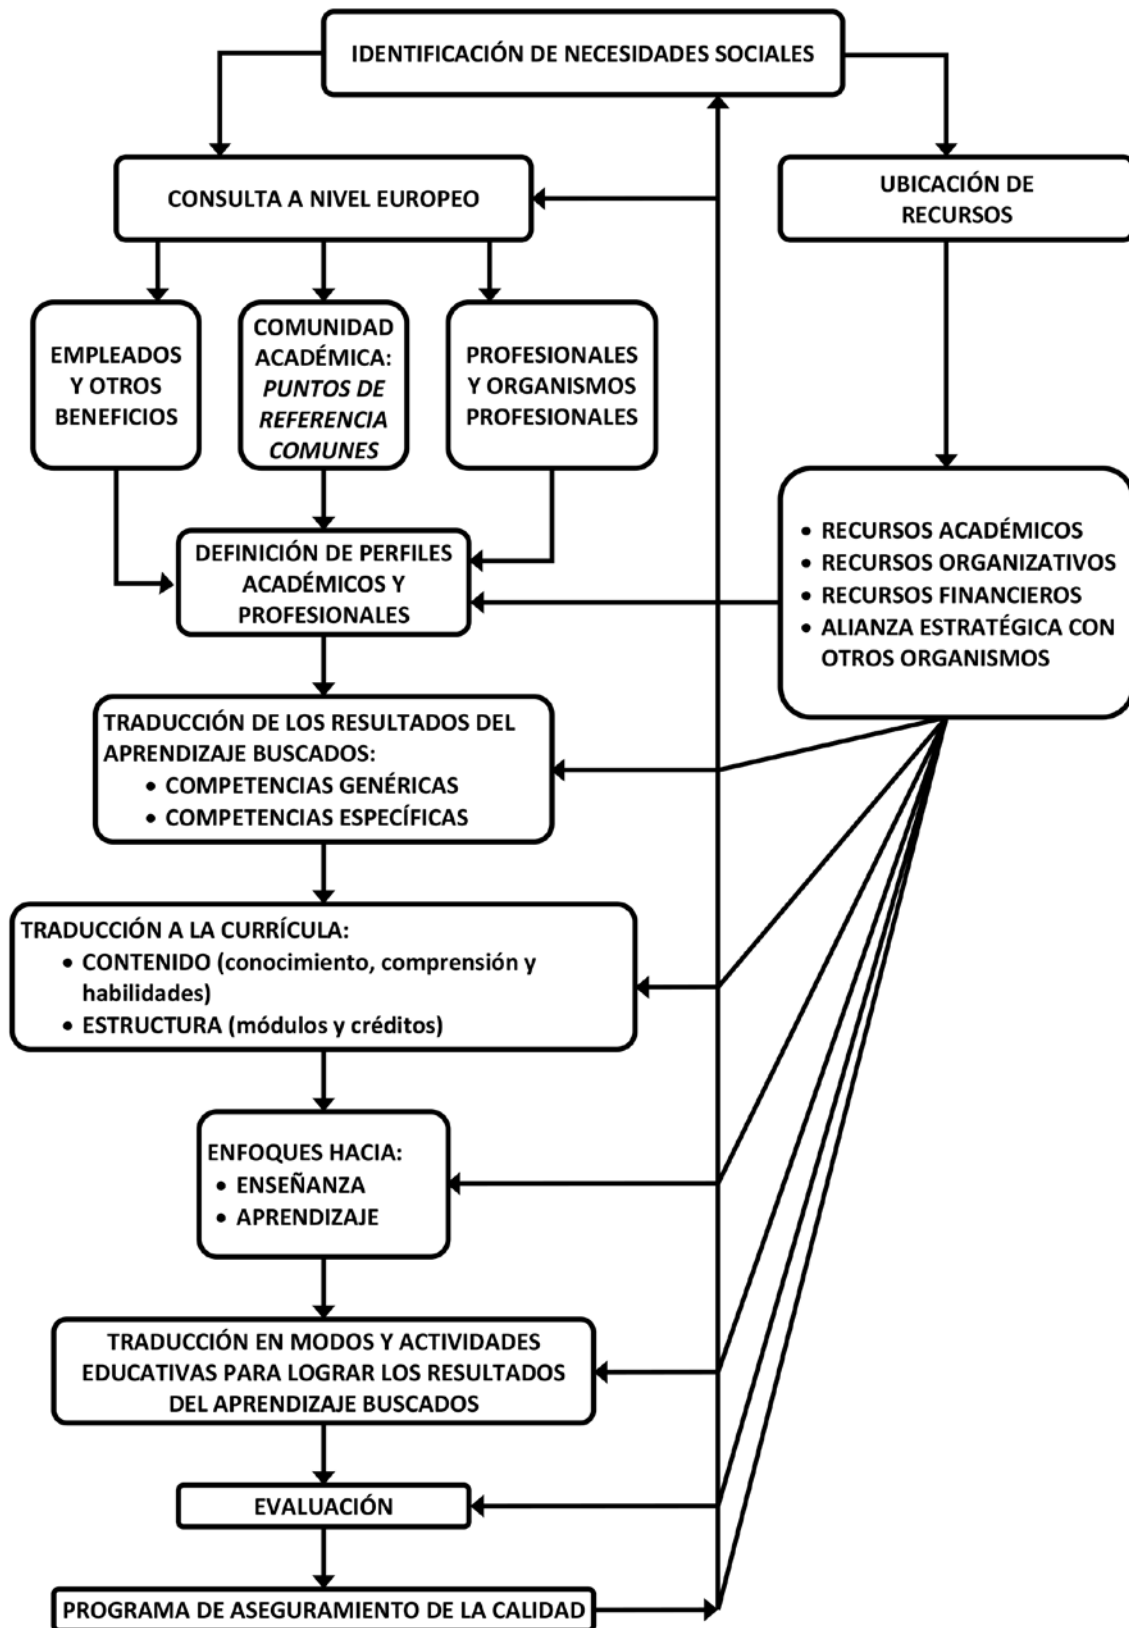 IDENTIFICACIÓN DE NECESIDADES SOCIALES
CONSULTA A NIVEL EUROPEO
UBICACIÓN DE
RECURSOS
EMPLEADOS
Y OTROS
BENEFICIOS
COMUNIDAD
ACADÉMICA:
PUNTOS DE
REFERENCIA
COMUNES
PROFESIONALES
Y ORGANISMOS
PROFESIONALES
• RECURSOS ACADÉMICOS
• RECURSOS ORGANIZATIVOS
• RECURSOS FINANCIEROS
• ALIANZA ESTRATÉGICA CON
OTROS ORGANISMOS
DEFINICIÓN DE PERFILES
ACADÉMICOS Y
PROFESIONALES
TRADUCCIÓN DE LOS RESULTADOS DEL
APRENDIZAJE BUSCADOS:
• COMPETENCIAS GENÉRICAS
• COMPETENCIAS ESPECÍFICAS
TRADUCCIÓN A LA CURRÍCULA:
• CONTENIDO (conocimiento, comprensión y
habilidades)
• ESTRUCTURA (módulos y créditos)
ENFOQUES HACIA:
• ENSEÑANZA
• APRENDIZAJE
TRADUCCIÓN EN MODOS Y ACTIVIDADES
EDUCATIVAS PARA LOGRAR LOS RESULTADOS
DEL APRENDIZAJE BUSCADOS
EVALUACIÓN
PROGRAMA DE ASEGURAMIENTO DE LA CALIDAD